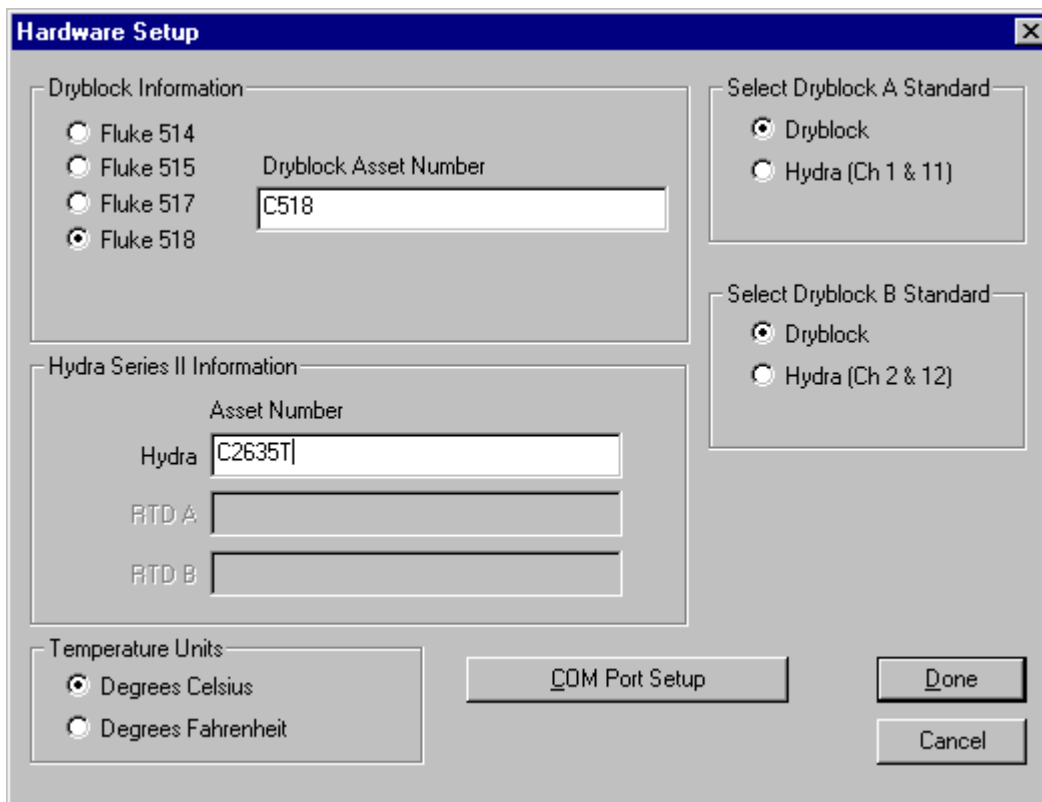 Hardware Setup
Dryblock Information
Fluke 514
Fluke 515
Fluke 517
Fluke 518
Dryblock Asset Number
C518
Select Dryblock A Standard
Dryblock
Hydra (Ch 1 & 11)
Select Dryblock B Standard
Dryblock
Hydra (Ch 2 & 12)
Hydra Series II Information
Asset Number
Hydra C2635T
RTD A
RTD B
Temperature Units
Degrees Celsius
Degrees Fahrenheit
COM Port Setup
Done
Cancel